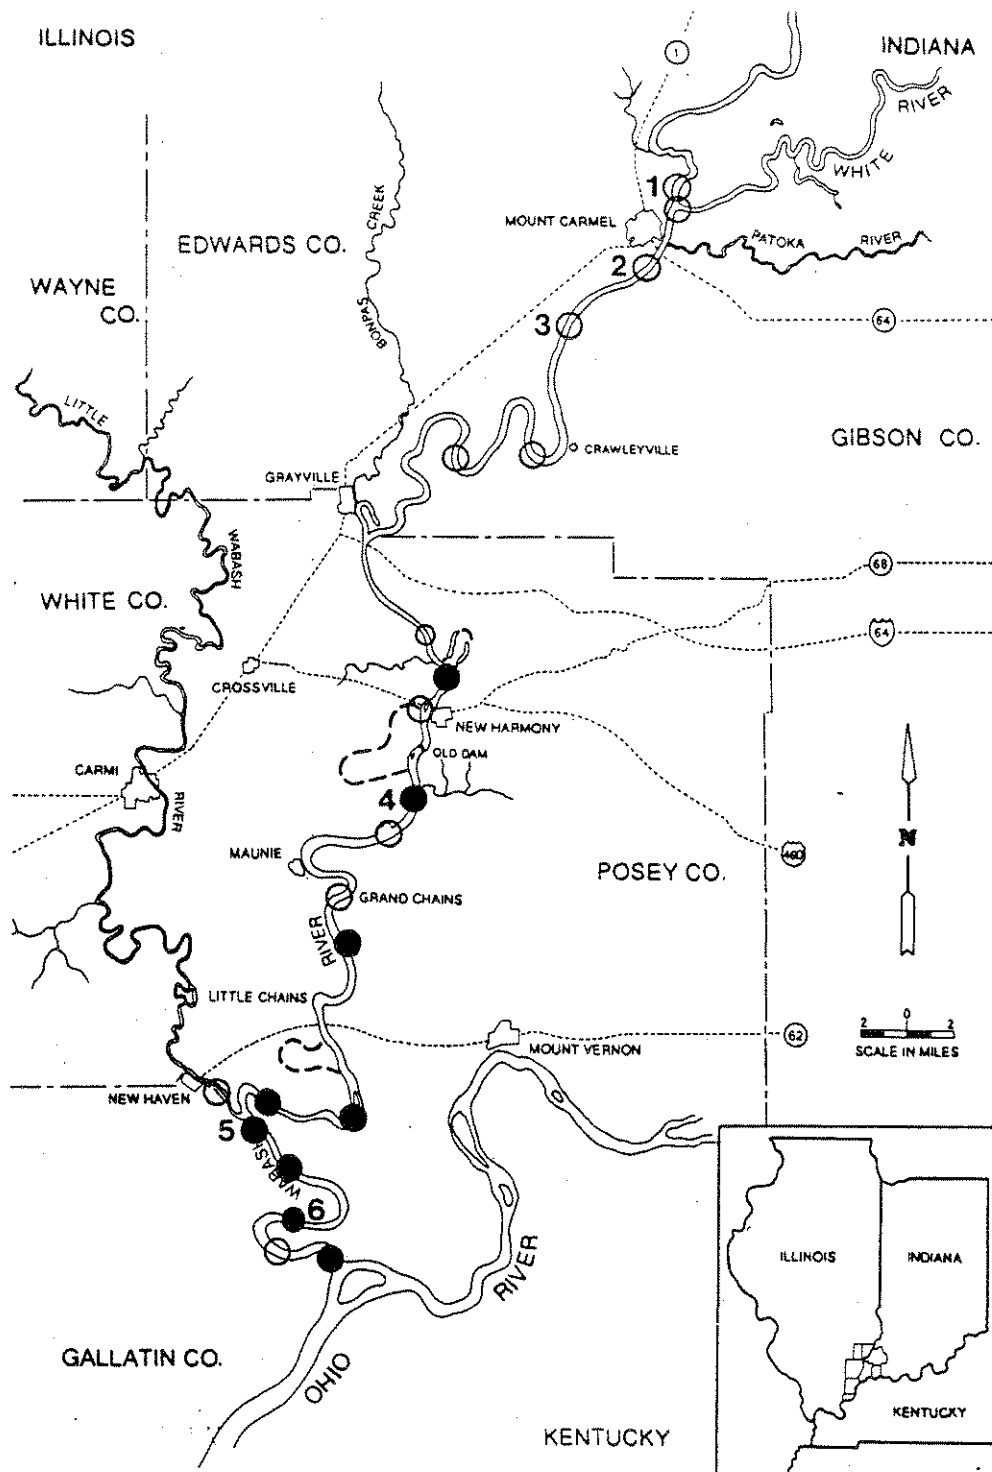 ILLINOIS
INDIANA
1
RIVER
WHITE
1
MOUNT CARMEL
PATOKA RIVER
CREEK
BONPAS
EDWARDS CO.
WAYNE
CO.
2
3
64
LITTLE
GIBSON CO.
CRAWLEYVILLE
GRAYVILLE
WABASH
68
WHITE CO.
64
CROSSVILLE
NEW HARMONY
OLD DAM
CARMI
RIVER
4
N
MAUNIE
460
POSEY CO.
GRAND CHAINS
RIVER
LITTLE CHAINS
2 0 2
SCALE IN MILES
62
MOUNT VERNON
NEW HAVEN
5
WABASH
6
RIVER
OHIO
GALLATIN CO.
KENTUCKY
ILLINOIS
INDIANA
KENTUCKY